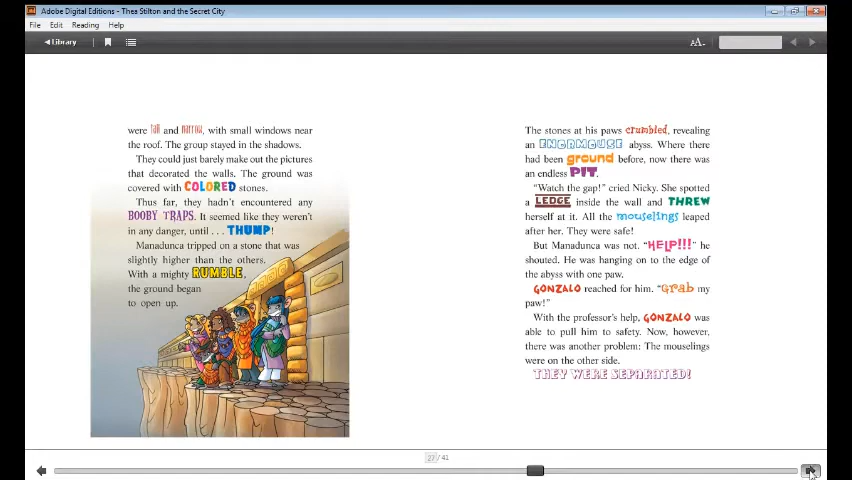 Adobe Digital Editions - Thea Stilton and the Secret City
File Edit Reading Help
Library
AA
were tall and narrow, with small windows near
the roof. The group stayed in the shadows.
They could just barely make out the pictures
that decorated the walls. The ground was
covered with COLORED stones.
Thus far, they hadn't encountered any
BOOBY TRAPS. It seemed like they weren't
in any danger, until . . . THUMP!
Manadunca tripped on a stone that was
slightly higher than the others.
With a mighty RUMBLE,
the ground began
to open up.
The stones at his paws crumbled, revealing
an ENORMOUSE abyss. Where there
had been ground before, now there was
an endless PIT.
"Watch the gap!" cried Nicky. She spotted
a LEDGE inside the wall and THREW
herself at it. All the mouselings leaped
after her. They were safe!
But Manadunca was not. "HELP!!!" he
shouted. He was hanging on to the edge of
the abyss with one paw.
GONZALO reached for him. "Grab my
paw!"
With the professor's help, GONZALO was
able to pull him to safety. Now, however,
there was another problem: The mouselings
were on the other side.
THEY WERE SEPARATED!
27 / 41